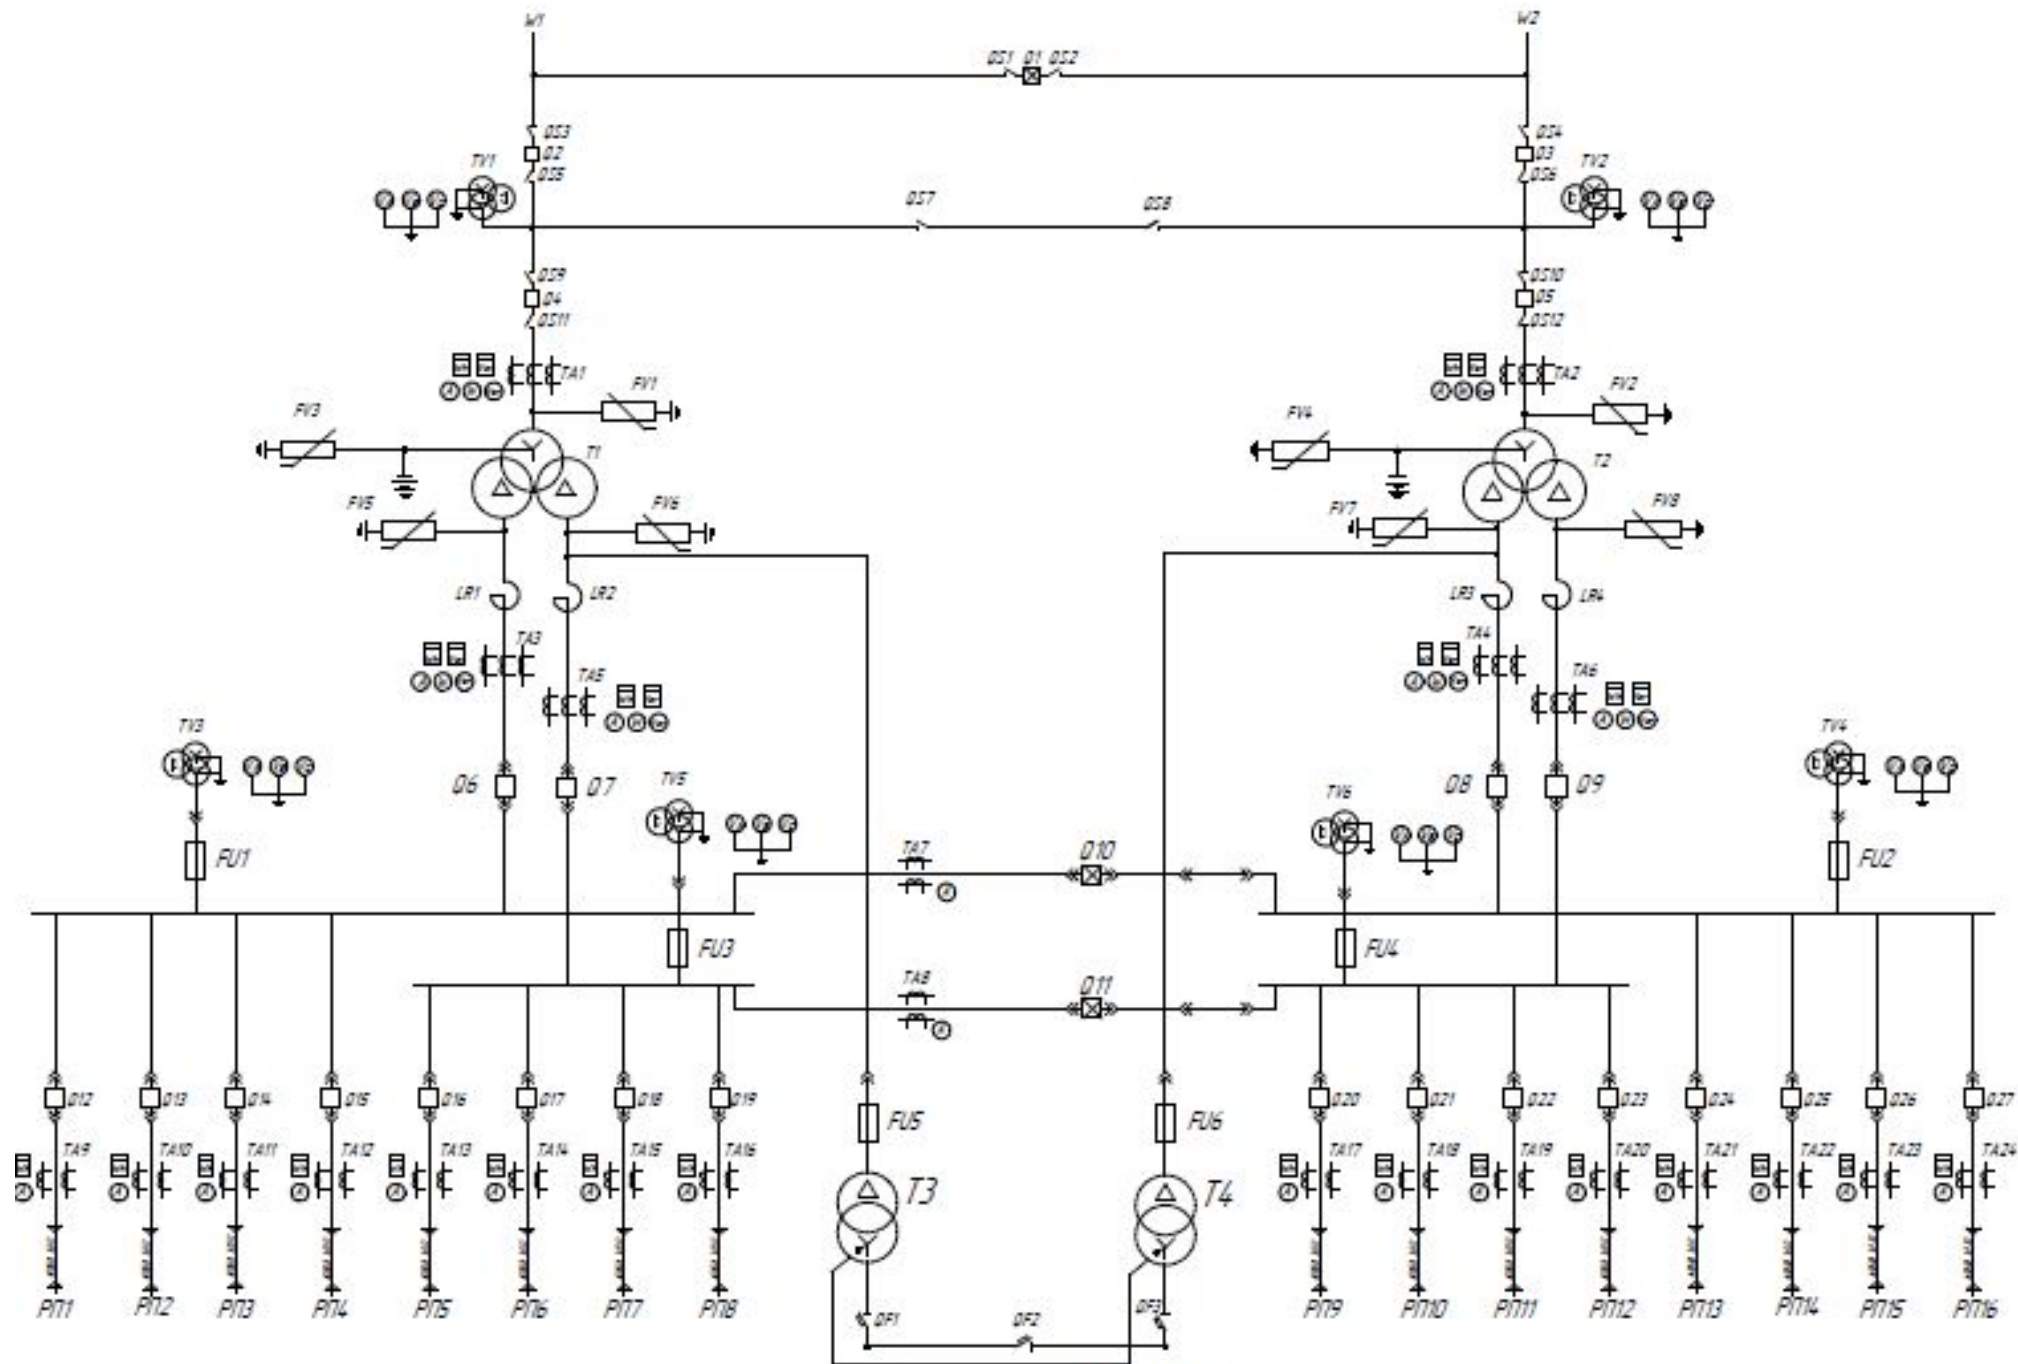 W1 W2
QS1 Q1 QS2
QS3 QS4
Q2 Q3
TV1 TV2
QS5 QS6
QS7 QS8
QS9 QS10
Q4 Q5
QS11 QS12
TA1 TA2
FV1 FV2
FV3 FV4
T1 T2
FV5 FV6 FV7 FV8
LR1 LR2 LR3 LR4
TA3 TA4
TA5 TA6
TV3 TV4
Q6 Q7 Q8 Q9
TV5 TV6
FU1 TA7 Q10 FU2
FU3 FU4
TA8 Q11
Q12 Q13 Q14 Q15 Q16 Q17 Q18 Q19 Q20 Q21 Q22 Q23 Q24 Q25 Q26 Q27
FU5 FU6
TA9 TA10 TA11 TA12 TA13 TA14 TA15 TA16 TA17 TA18 TA19 TA20 TA21 TA22 TA23 TA24
T3 T4
РП1 РП2 РП3 РП4 РП5 РП6 РП7 РП8 РП9 РП10 РП11 РП12 РП13 РП14 РП15 РП16
QF1 QF2 QF3